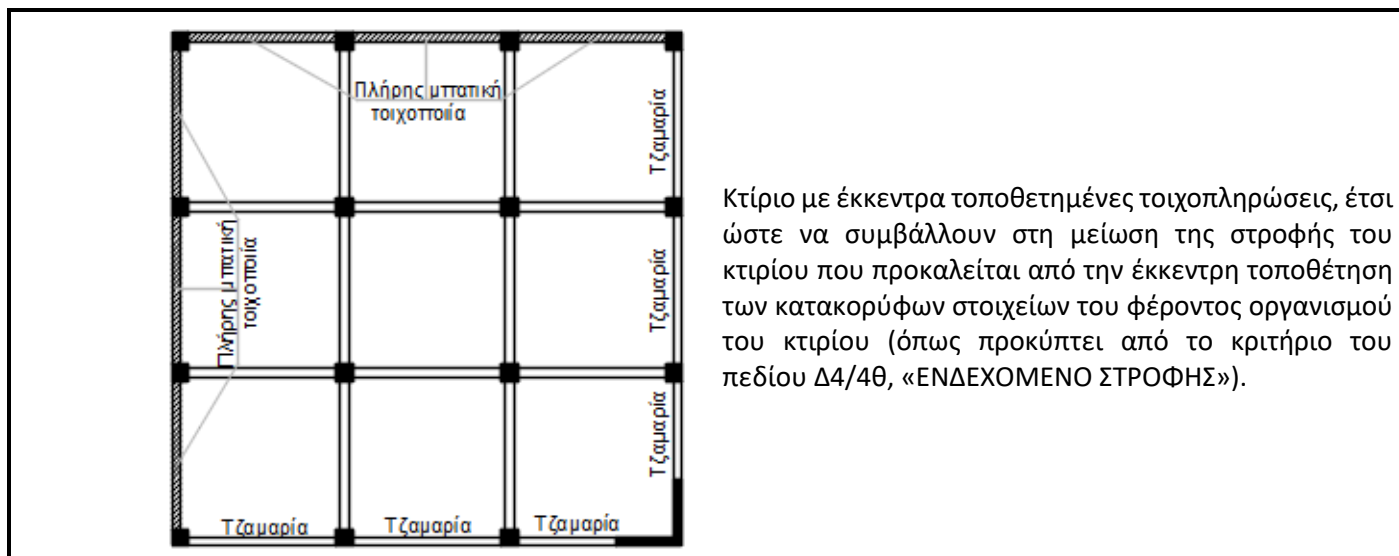 Πλήρης μπατική
τοιχοποιία
Τζαμαρία
Πλήρης μπατική
τοιχοποιία
Τζαμαρία
Τζαμαρία
Τζαμαρία
Τζαμαρία
Τζαμαρία
Κτίριο με έκκεντρα τοποθετημένες τοιχοπληρώσεις, έτσι
ώστε να συμβάλλουν στη μείωση της στροφής του
κτιρίου που προκαλείται από την έκκεντρη τοποθέτηση
των κατακορύφων στοιχείων του φέροντος οργανισμού
του κτιρίου (όπως προκύπτει από το κριτήριο του
πεδίου Δ4/4θ, «ΕΝΔΕΧΟΜΕΝΟ ΣΤΡΟΦΗΣ»).